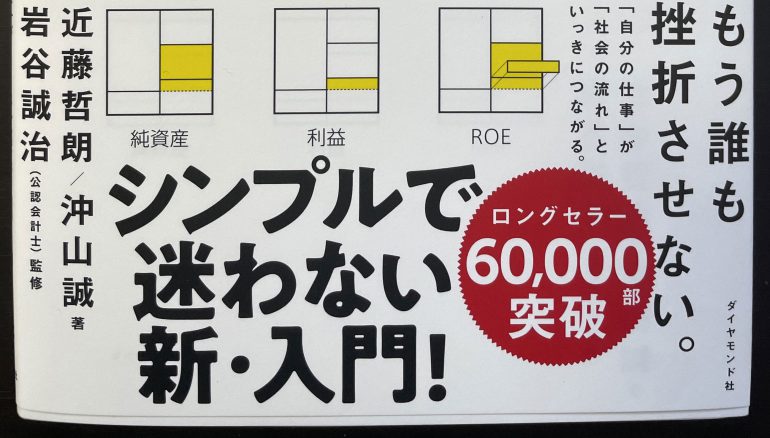 もう誰も
挫折させない。
「自分の仕事」が
「社会の流れ」と
いっきにつながる。
ダイヤモンド社
純資産
利益
ROE
シンプルで
迷わない
新・入門!
ロングセラー
60,000部
突破
近藤哲朗/沖山誠 著
岩谷誠治(公認会計士)監修